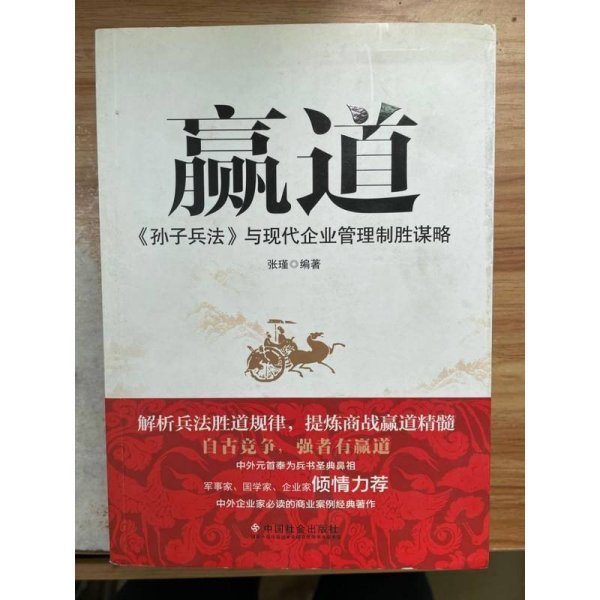 赢道
《孙子兵法》与现代企业管理制胜谋略
张瑾◎编著
解析兵法胜道规律，提炼商战赢道精髓
自古竞争，强者有赢道
中外元首奉为兵书圣典鼻祖
军事家、国学家、企业家倾情力荐
中外企业家必读的商业案例经典著作
中国社会出版社